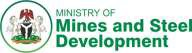 MINISTRY OF
Mines and Steel
Development